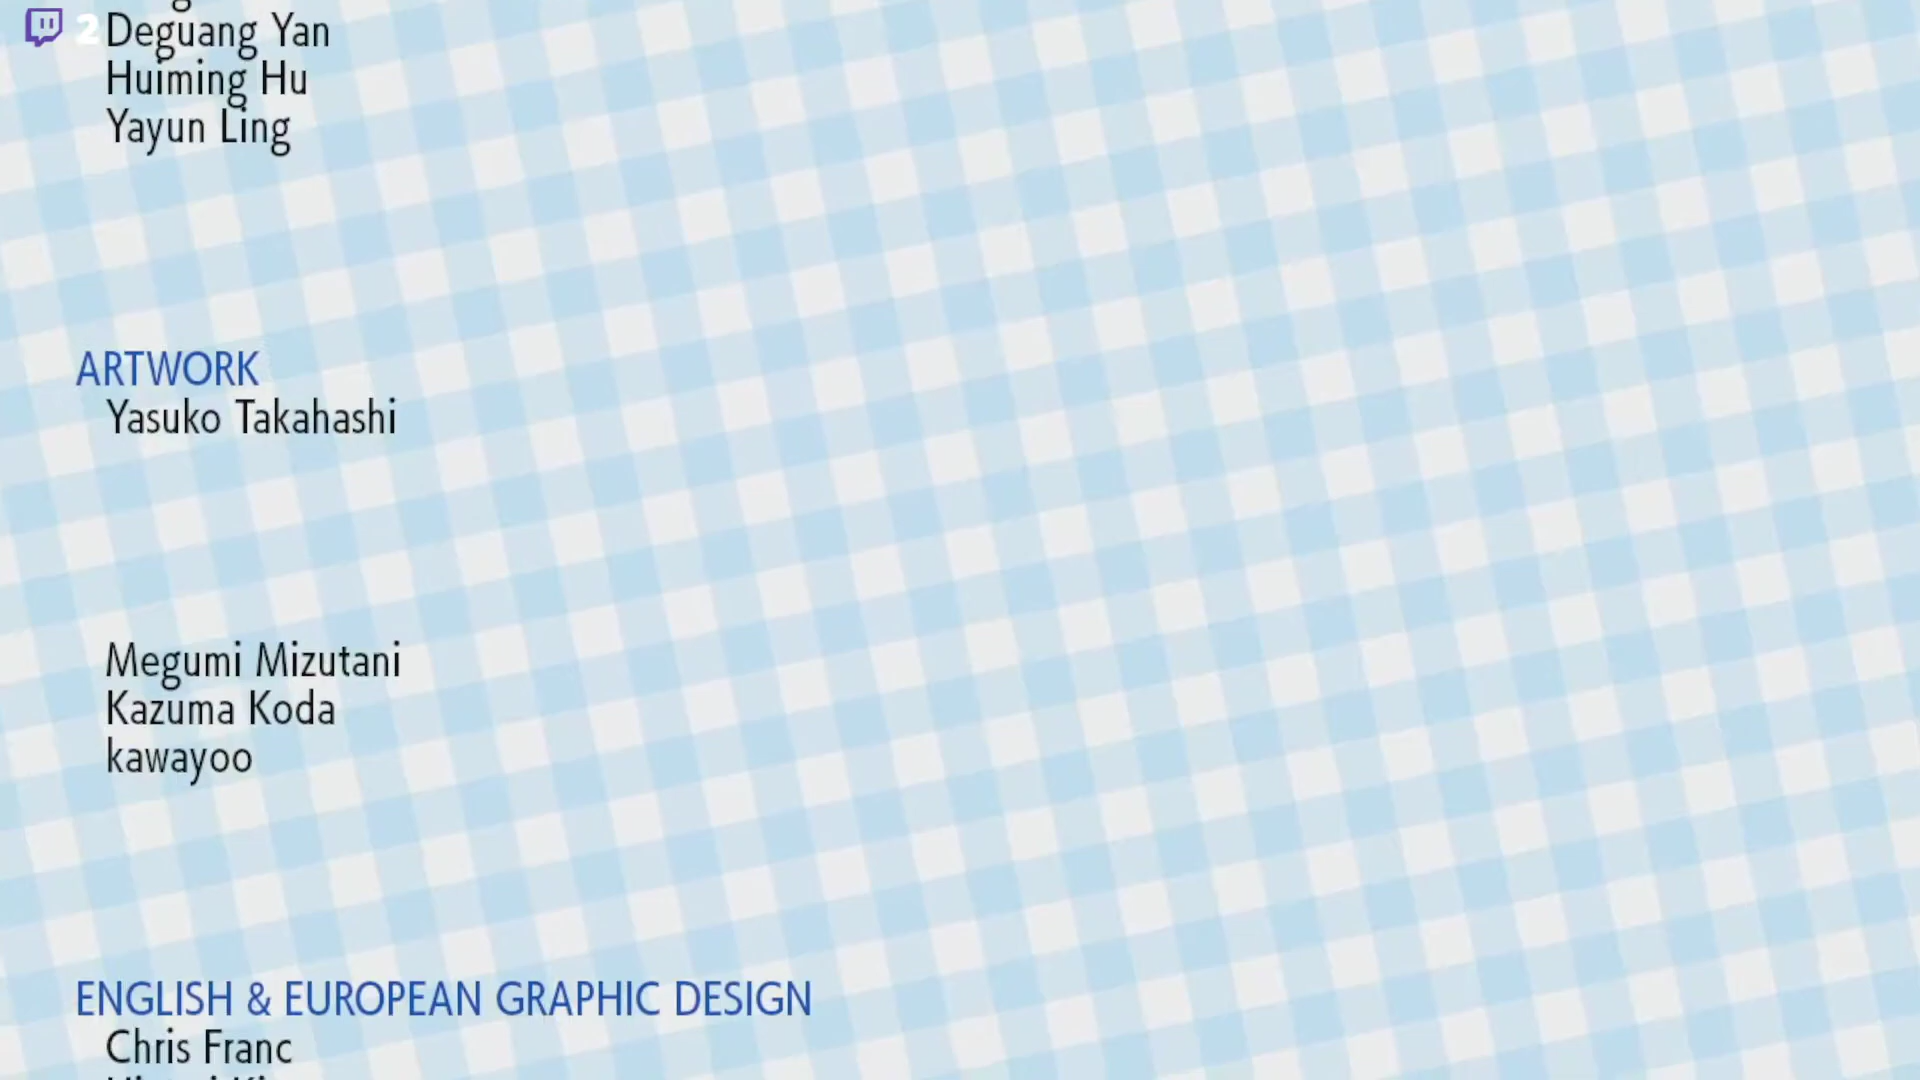 2
Deguang Yan
Huiming Hu
Yayun Ling
ARTWORK
Yasuko Takahashi
Megumi Mizutani
Kazuma Koda
kawayoo
ENGLISH & EUROPEAN GRAPHIC DESIGN
Chris Franc